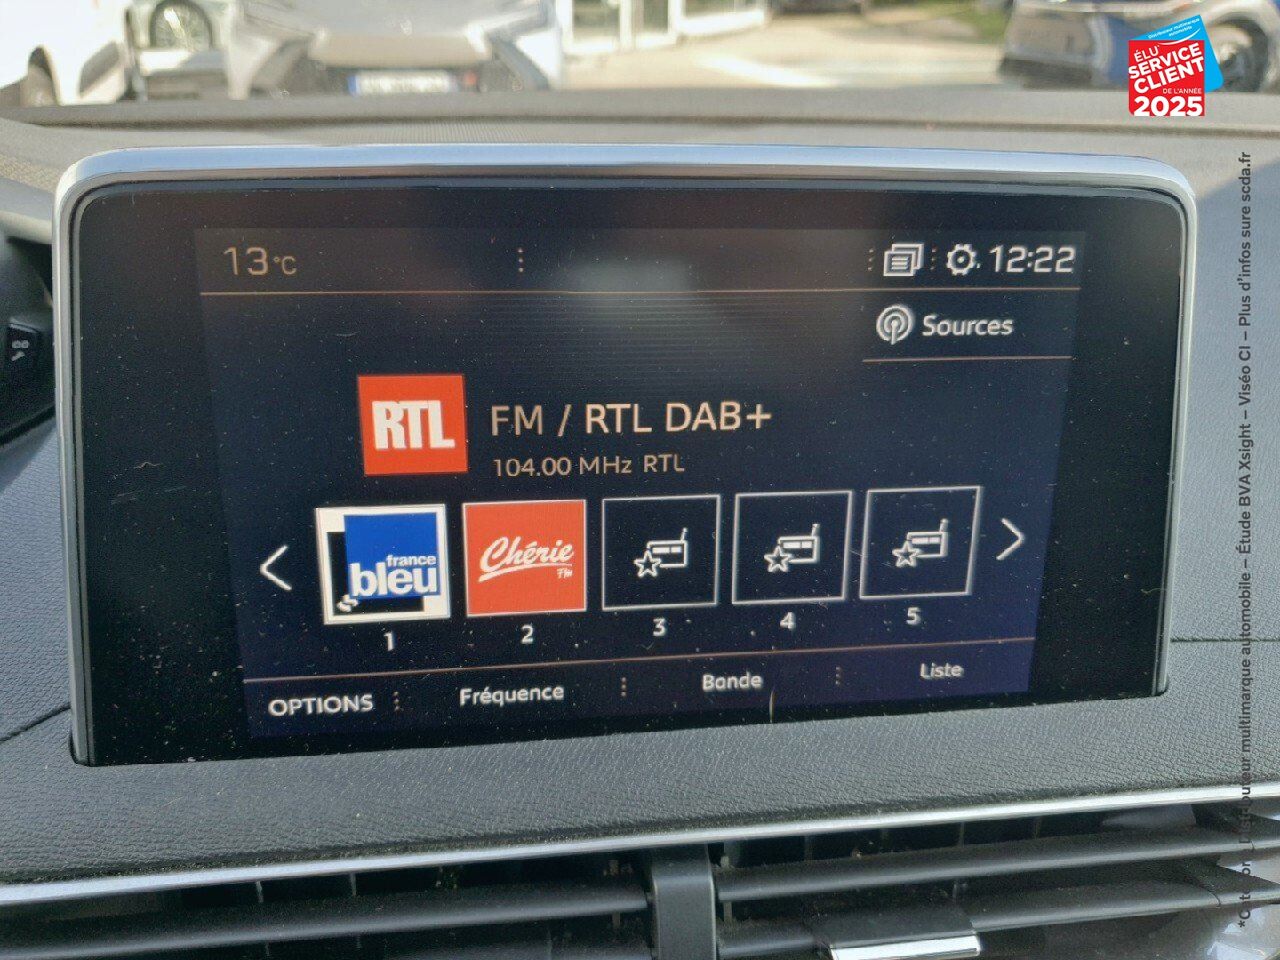 ÉLU
SERVICE
CLIENT
DE L'ANNÉE
2025
13°C
12:22
Sources
RTL
FM / RTL DAB+
104.00 MHz RTL
france
bleu
Chérie
FM
1
2
3
4
5
OPTIONS
Fréquence
Bande
Liste
multimarque automobile – Étude BVA Xsight – Viséo CI – Plus d'infos sure scda.fr